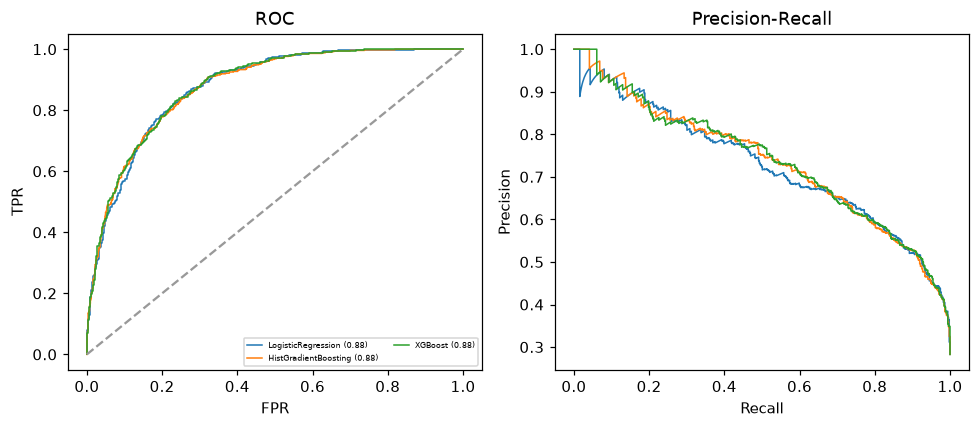 ROC
1.0
0.8
0.6
0.4
0.2
0.0
TPR
0.0 0.2 0.4 0.6 0.8 1.0
FPR
LogisticRegression (0.88)
HistGradientBoosting (0.88)
XGBoost (0.88)
Precision-Recall
1.0
0.9
0.8
0.7
0.6
0.5
0.4
0.3
Precision
0.0 0.2 0.4 0.6 0.8 1.0
Recall